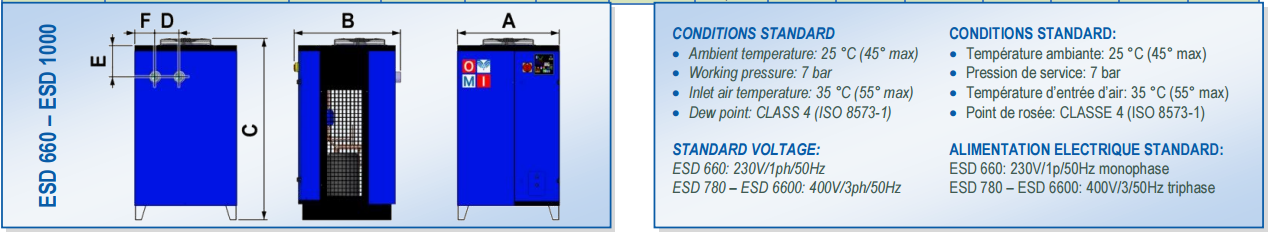 ESD 660 – ESD 1000
F D
B
A
E
C
O M I
CONDITIONS STANDARD
• Ambient temperature: 25 °C (45° max)
• Working pressure: 7 bar
• Inlet air temperature: 35 °C (55° max)
• Dew point: CLASS 4 (ISO 8573-1)
STANDARD VOLTAGE:
ESD 660: 230V/1ph/50Hz
ESD 780 – ESD 6600: 400V/3ph/50Hz
CONDITIONS STANDARD:
• Température ambiante: 25 °C (45° max)
• Pression de service: 7 bar
• Température d’entrée d’air: 35 °C (55° max)
• Point de rosée: CLASSE 4 (ISO 8573-1)
ALIMENTATION ELECTRIQUE STANDARD:
ESD 660: 230V/1p/50Hz monophase
ESD 780 – ESD 6600: 400V/3/50Hz triphase